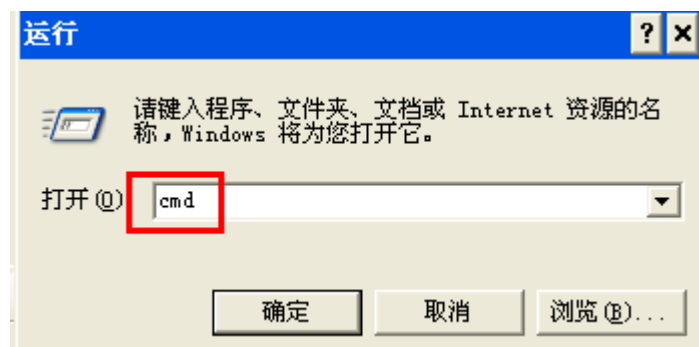 运行
请键入程序、文件夹、文档或 Internet 资源的名
称，Windows 将为您打开它。
打开(O)
cmd
确定 取消 浏览(B)...